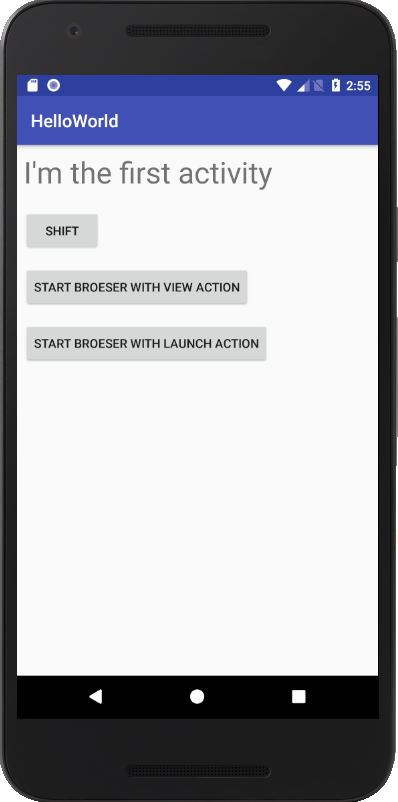 2:55
HelloWorld
I'm the first activity
SHIFT
START BROESER WITH VIEW ACTION
START BROESER WITH LAUNCH ACTION